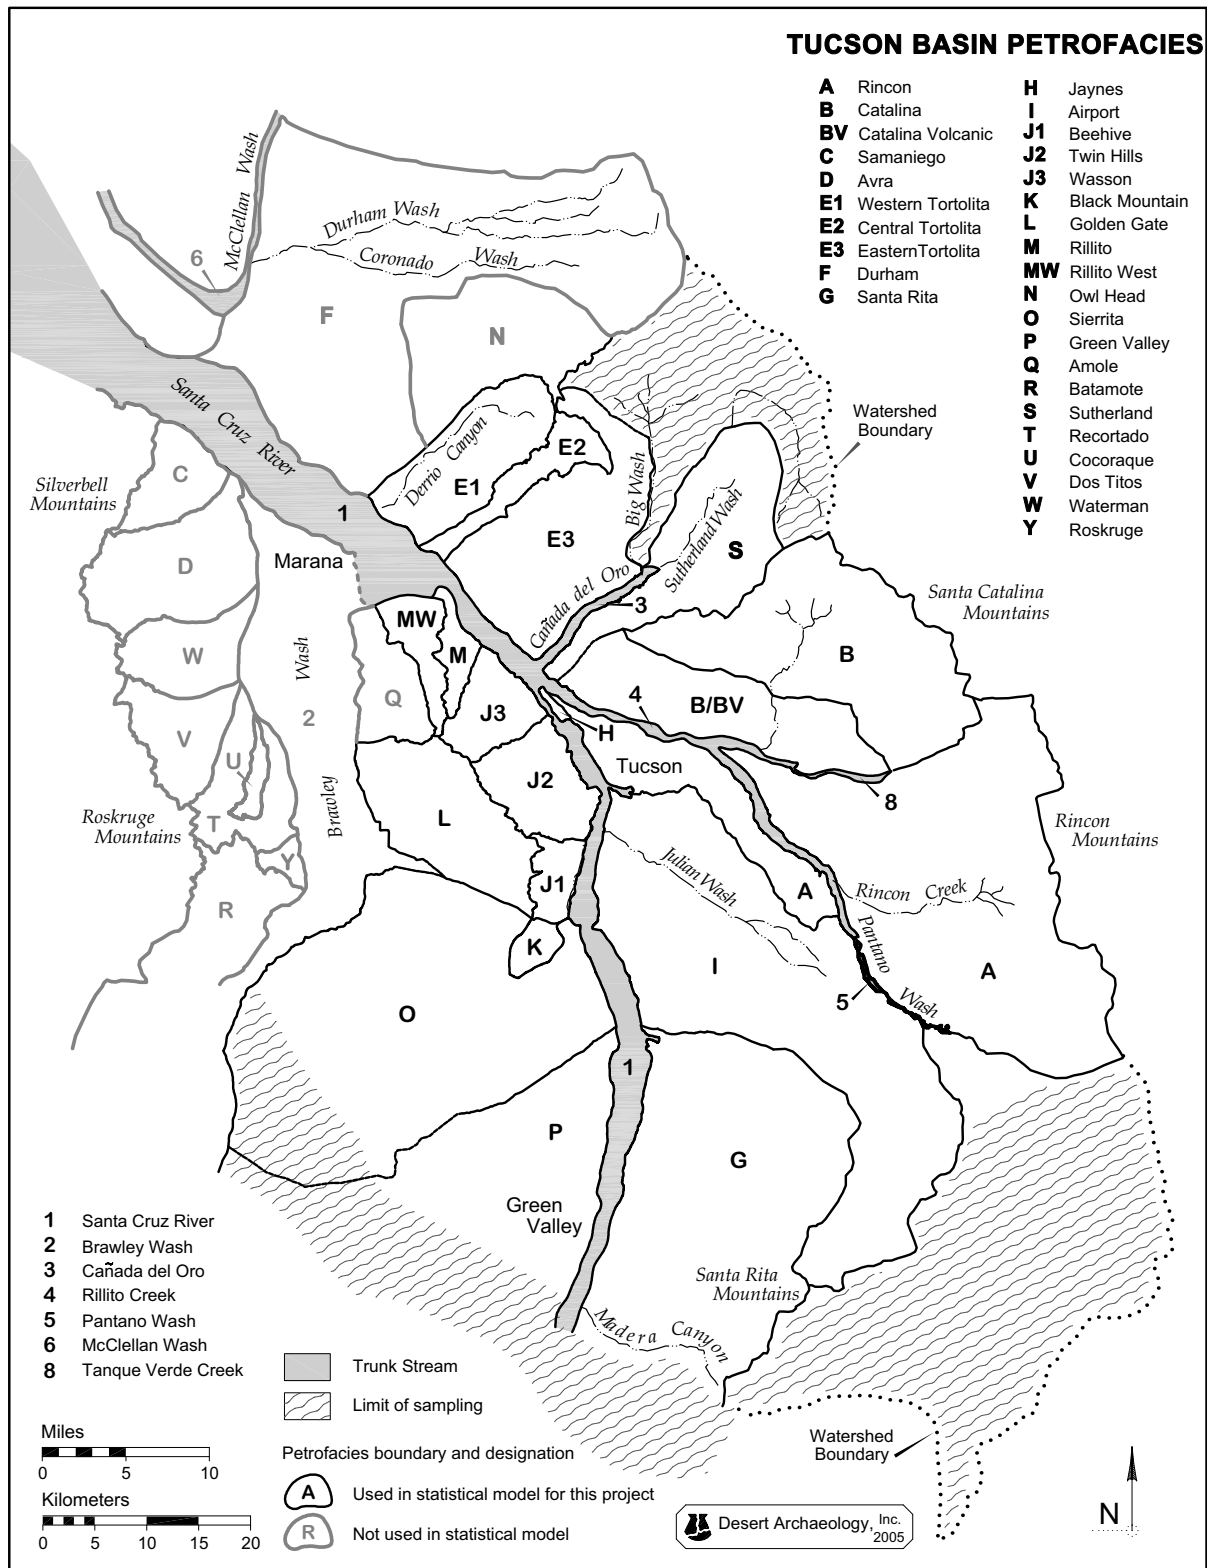 TUCSON BASIN PETROFACIES
A Rincon
B Catalina
BV Catalina Volcanic
C Samaniego
D Avra
E1 Western Tortolita
E2 Central Tortolita
E3 EasternTortolita
F Durham
G Santa Rita
H Jaynes
I Airport
J1 Beehive
J2 Twin Hills
J3 Wasson
K Black Mountain
L Golden Gate
M Rillito
MW Rillito West
N Owl Head
O Sierrita
P Green Valley
Q Amole
R Batamote
S Sutherland
T Recortado
U Cocoraque
V Dos Titos
W Waterman
Y Roskruge
McClellan Wash
Durham Wash
Coronado Wash
6
F
N
Santa Cruz River
Watershed
Boundary
Derrio Canyon
E2
E1
Big Wash
Sutherland Wash
C
Silverbell
Mountains
1
E3
S
Marana
D
Cañada del Oro
3
Santa Catalina
Mountains
MW
M
W
Wash
B
Q
4
B/BV
2
J3
H
V
U
Tucson
J2
8
Brawley
L
Roskruge
Mountains
T
Rincon
Mountains
Y
Julian Wash
J1
A
Rincon Creek
R
K
Pantano Wash
I
A
5
O
1
P
G
Green
Valley
Santa Rita
Mountains
Madera Canyon
1 Santa Cruz River
2 Brawley Wash
3 Cañada del Oro
4 Rillito Creek
5 Pantano Wash
6 McClellan Wash
8 Tanque Verde Creek
Trunk Stream
Limit of sampling
Watershed
Boundary
Miles
0 5 10
Kilometers
0 5 10 15 20
Petrofacies boundary and designation
A Used in statistical model for this project
R Not used in statistical model
Desert Archaeology, Inc.
2005
N